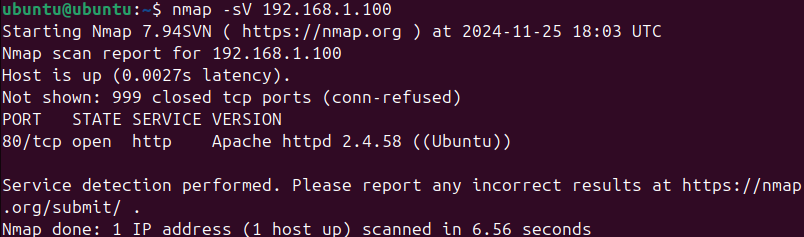 ubuntu@ubuntu:~$ nmap -sV 192.168.1.100
Starting Nmap 7.94SVN ( https://nmap.org ) at 2024-11-25 18:03 UTC
Nmap scan report for 192.168.1.100
Host is up (0.0027s latency).
Not shown: 999 closed tcp ports (conn-refused)
PORT   STATE SERVICE VERSION
80/tcp open  http    Apache httpd 2.4.58 ((Ubuntu))

Service detection performed. Please report any incorrect results at https://nmap
.org/submit/ .
Nmap done: 1 IP address (1 host up) scanned in 6.56 seconds